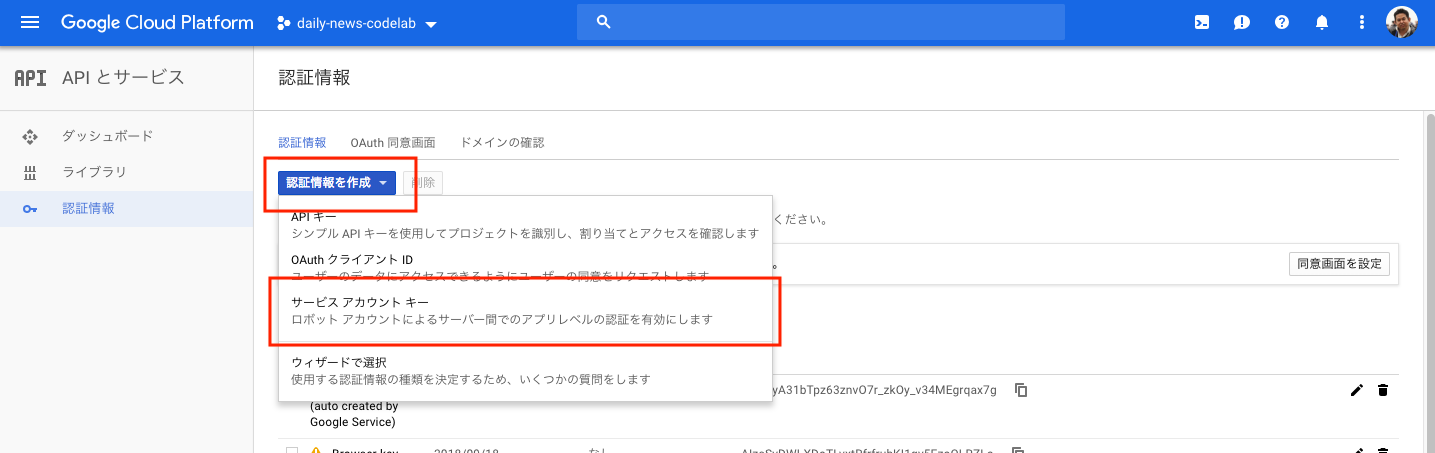 Google Cloud Platform
daily-news-codelab
API
API とサービス
認証情報
ダッシュボード
ライブラリ
認証情報
認証情報
OAuth 同意画面
ドメインの確認
認証情報を作成
削除
API キー
シンプル API キーを使用してプロジェクトを識別し、割り当てとアクセスを確認します
ください。
OAuth クライアント ID
ユーザーのデータにアクセスできるようにユーザーの同意をリクエストします
。
同意画面を設定
サービス アカウント キー
ロボット アカウントによるサーバー間でのアプリレベルの認証を有効にします
ウィザードで選択
使用する認証情報の種類を決定するため、いくつかの質問をします
yA31bTpz63znvO7r_zkOy_v34MEgrqax7g
(auto created by
Google Service)
Browser key
2018/09/18
なし